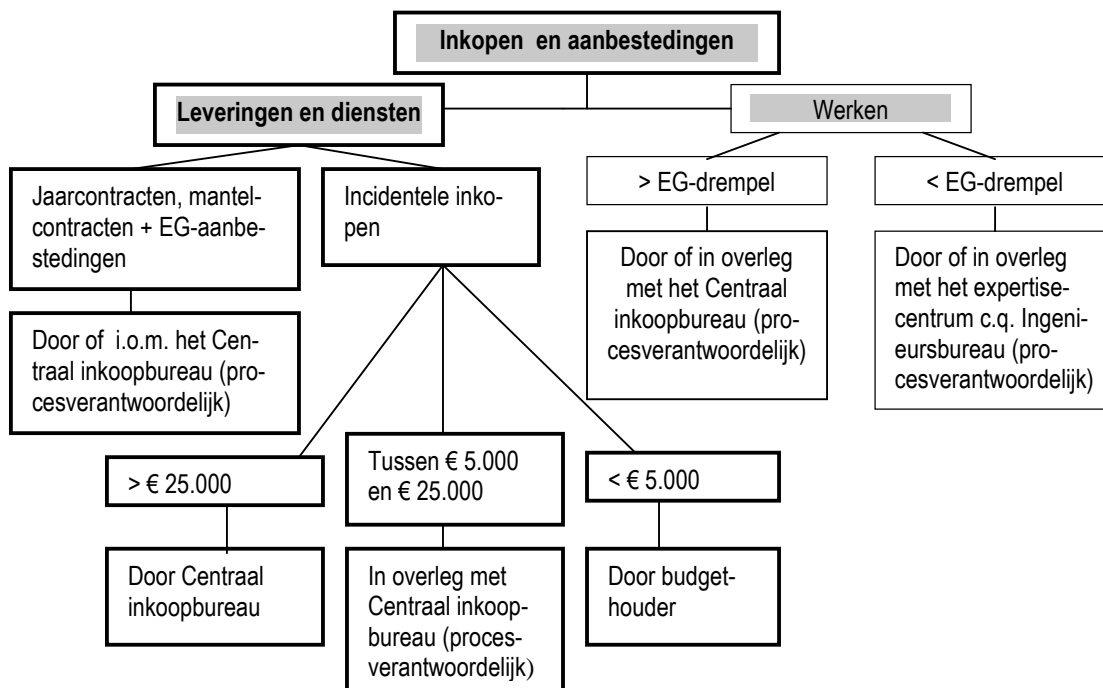 Inkopen en aanbestedingen
Leveringen en diensten
Werken
Jaarcontracten, mantel-
contracten + EG-aanbe-
stedingen
Incidentele inko-
pen
> EG-drempel
< EG-drempel
Door of i.o.m. het Cen-
traal inkoopbureau (pro-
cesverantwoordelijk)
Door of in overleg
met het Centraal
inkoopbureau (pro-
cesverantwoordelijk)
Door of in overleg
met het expertise-
centrum c.q. Ingeni-
eursbureau (pro-
cesverantwoordelijk)
> € 25.000
Tussen € 5.000
en € 25.000
< € 5.000
Door Centraal
inkoopbureau
In overleg met
Centraal inkoop-
bureau (proces-
verantwoordelijk)
Door budget-
houder